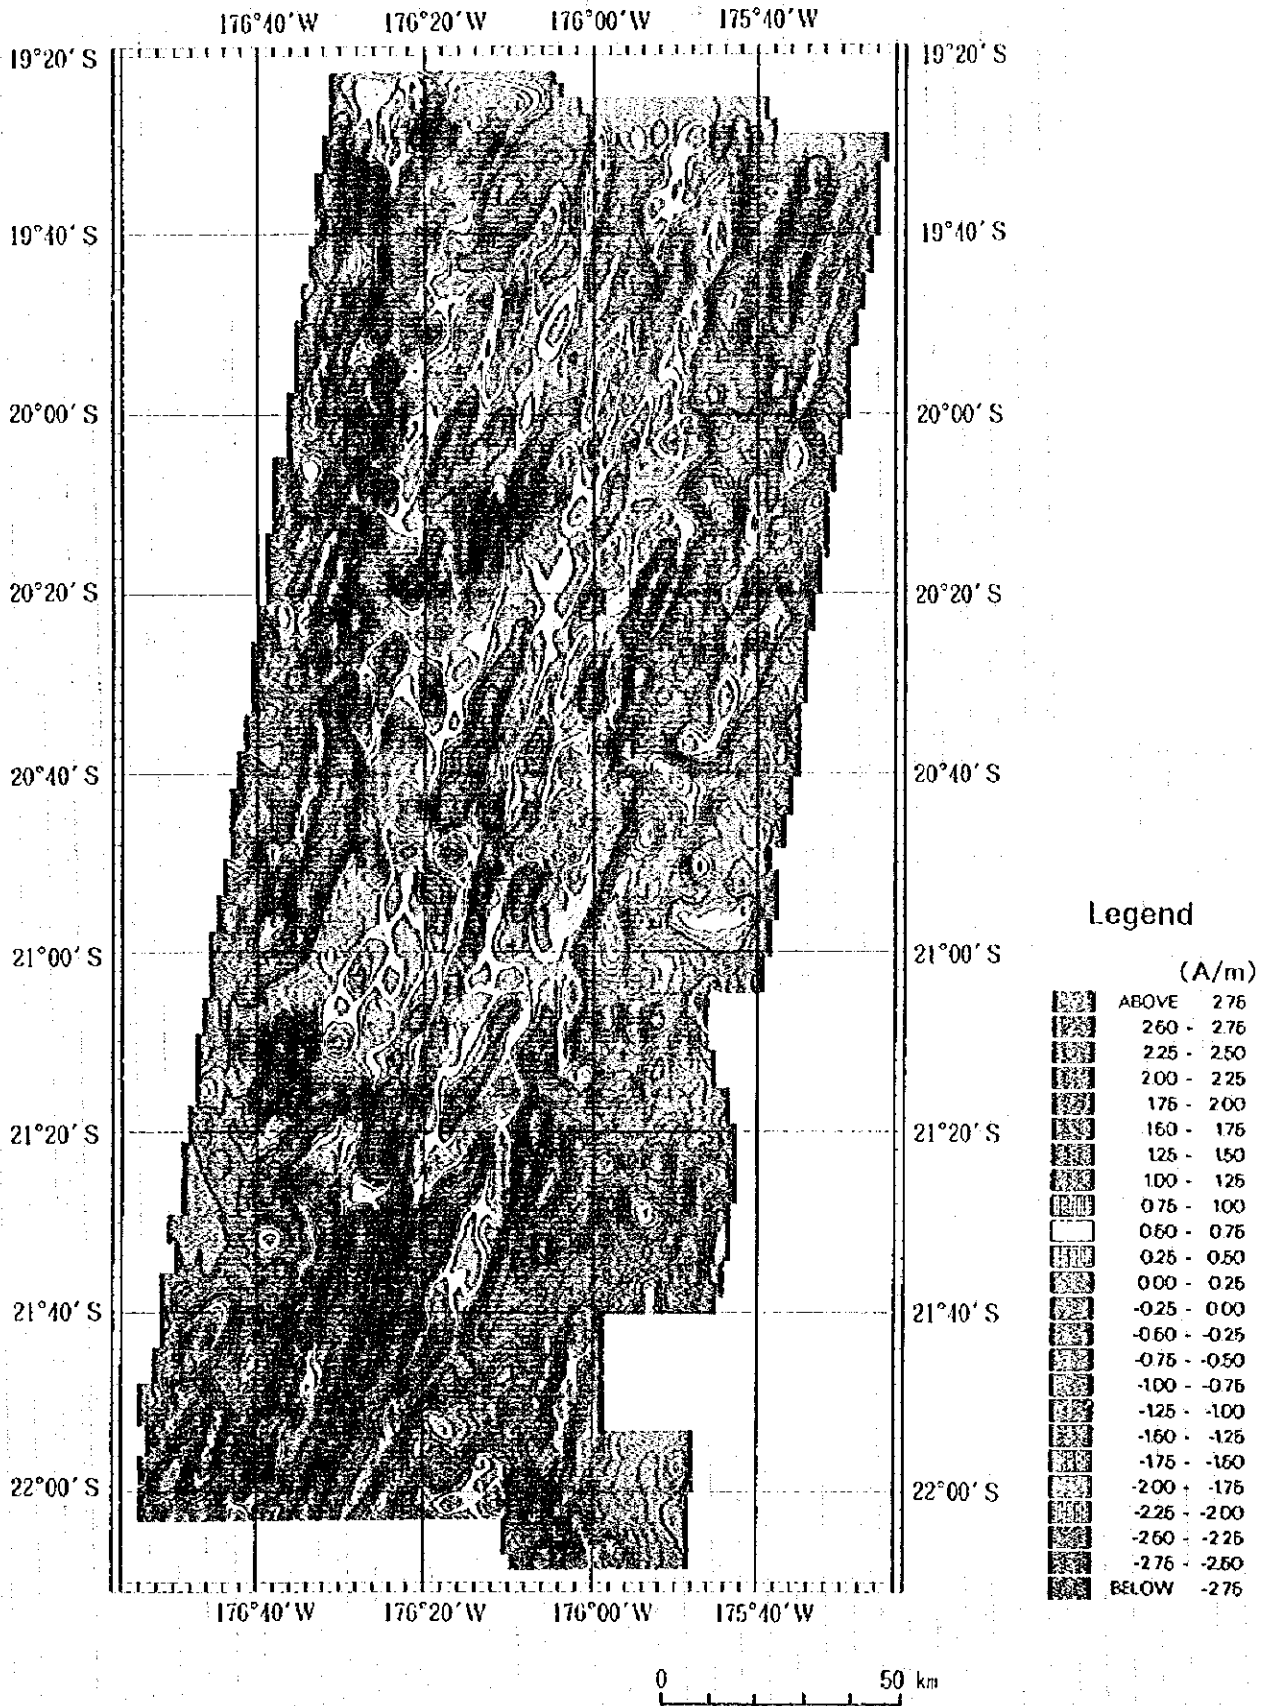 176°40'W 176°20'W 176°00'W 175°40'W
19°20'S 19°20'S
19°40'S 19°40'S
20°00'S 20°00'S
20°20'S 20°20'S
20°40'S 20°40'S
21°00'S 21°00'S
21°20'S 21°20'S
21°40'S 21°40'S
22°00'S 22°00'S
176°40'W 176°20'W 176°00'W 175°40'W
Legend
(A/m)
ABOVE 2.75
2.50 - 2.75
2.25 - 2.50
2.00 - 2.25
1.75 - 2.00
1.50 - 1.75
1.25 - 1.50
1.00 - 1.25
0.75 - 1.00
0.50 - 0.75
0.25 - 0.50
0.00 - 0.25
-0.25 - 0.00
-0.50 - -0.25
-0.75 - -0.50
-1.00 - -0.75
-1.25 - -1.00
-1.50 - -1.25
-1.75 - -1.50
-2.00 - -1.75
-2.25 - -2.00
-2.50 - -2.25
-2.75 - -2.50
BELOW -2.75
0 50 km